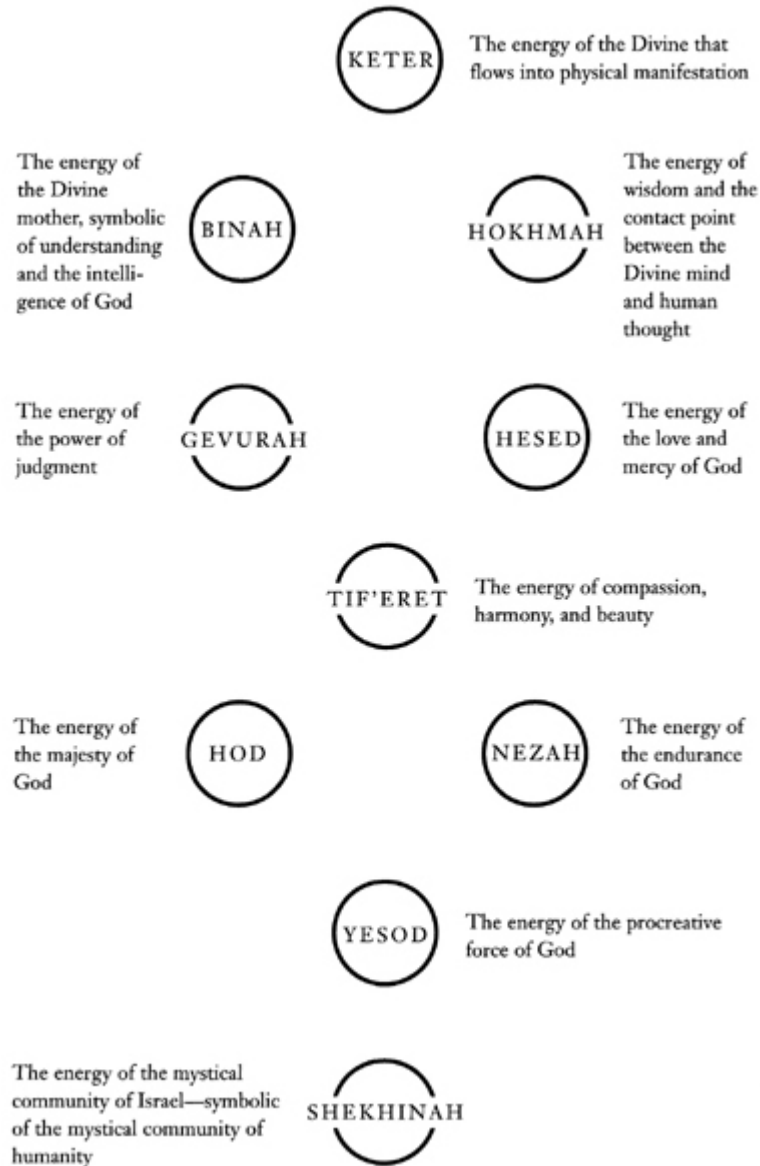 KETER
The energy of the Divine that
flows into physical manifestation
The energy of
the Divine
mother, symbolic
of understanding
and the intelli-
gence of God
BINAH
HOKHMAH
The energy of
wisdom and the
contact point
between the
Divine mind
and human
thought
The energy of
the power of
judgment
GEVURAH
HESED
The energy of
the love and
mercy of God
TIF'ERET
The energy of compassion,
harmony, and beauty
The energy of
the majesty of
God
HOD
NEZAH
The energy of
the endurance
of God
YESOD
The energy of the procreative
force of God
The energy of the mystical
community of Israel—symbolic
of the mystical community of
humanity
SHEKHINAH